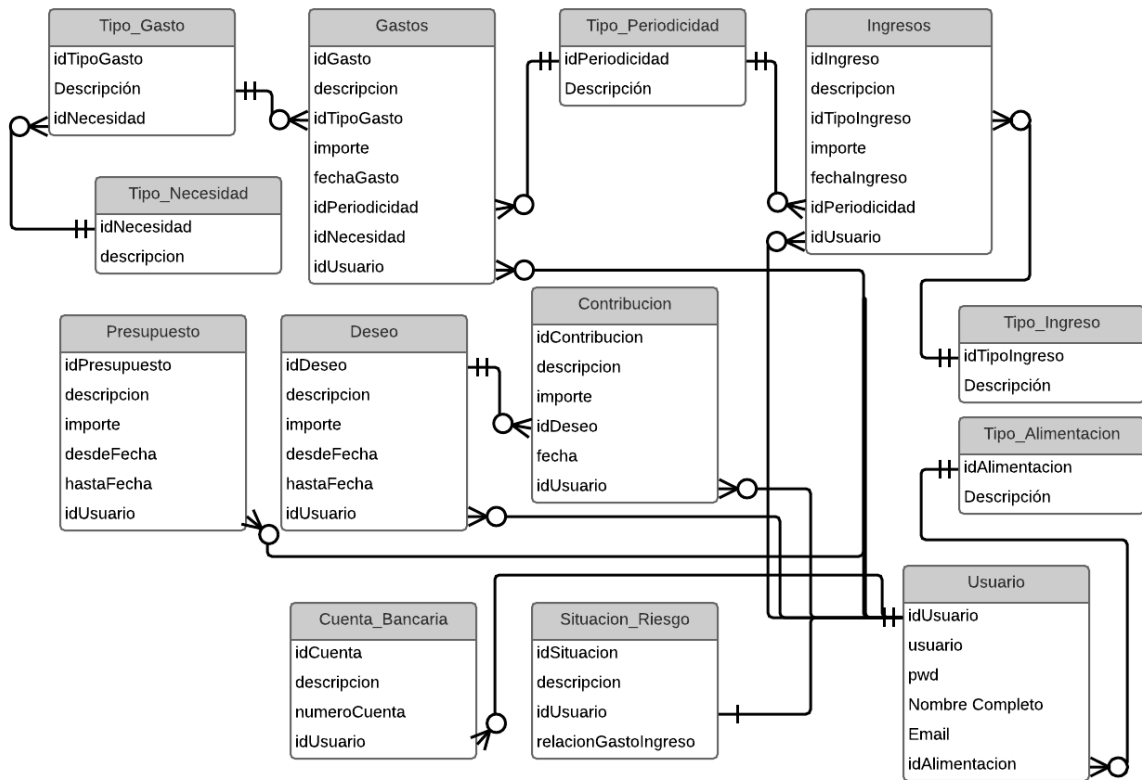 Tipo_Gasto
idTipoGasto
Descripción
idNecesidad
Gastos
idGasto
descripcion
idTipoGasto
importe
fechaGasto
idPeriodicidad
idNecesidad
idUsuario
Tipo_Periodicidad
idPeriodicidad
Descripción
Ingresos
idIngreso
descripcion
idTipoIngreso
importe
fechaIngreso
idPeriodicidad
idUsuario
Tipo_Necesidad
idNecesidad
descripcion
Presupuesto
idPresupuesto
descripcion
importe
desdeFecha
hastaFecha
idUsuario
Deseo
idDeseo
descripcion
importe
desdeFecha
hastaFecha
idUsuario
Contribucion
idContribucion
descripcion
importe
idDeseo
fecha
idUsuario
Tipo_Ingreso
idTipoIngreso
Descripción
Tipo_Alimentacion
idAlimentacion
Descripción
Cuenta_Bancaria
idCuenta
descripcion
numeroCuenta
idUsuario
Situacion_Riesgo
idSituacion
descripcion
idUsuario
relacionGastoIngreso
Usuario
idUsuario
usuario
pwd
Nombre Completo
Email
idAlimentacion